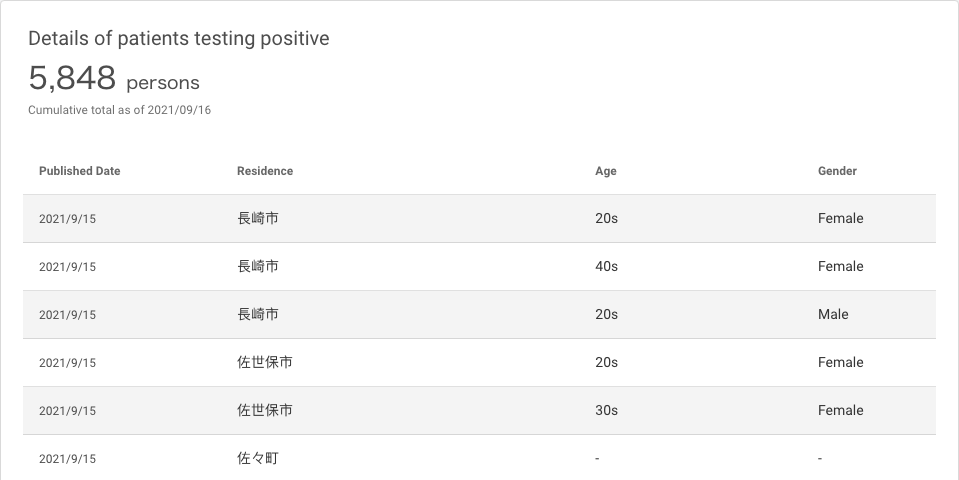 Details of patients testing positive
5,848 persons
Cumulative total as of 2021/09/16
Published Date Residence Age Gender
2021/9/15 長崎市 20s Female
2021/9/15 長崎市 40s Female
2021/9/15 長崎市 20s Male
2021/9/15 佐世保市 20s Female
2021/9/15 佐世保市 30s Female
2021/9/15 佐々町 - -